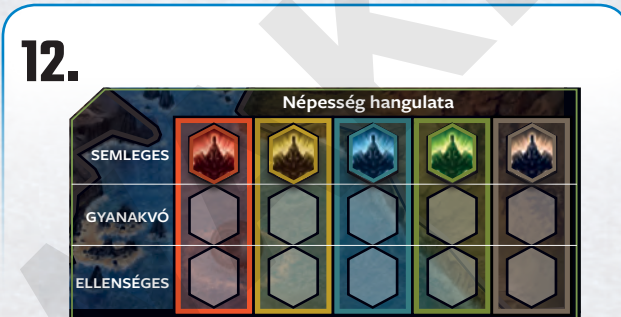 12.
Népesség hangulata
SEMLEGES
GYANAKVÓ
ELLENSÉGES